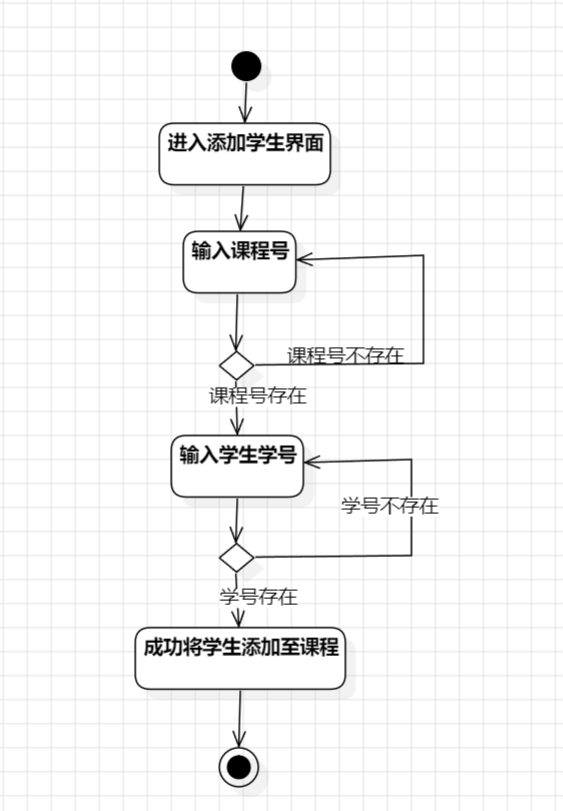 进入添加学生界面
输入课程号
课程号不存在
课程号存在
输入学生学号
学号不存在
学号存在
成功将学生添加至课程